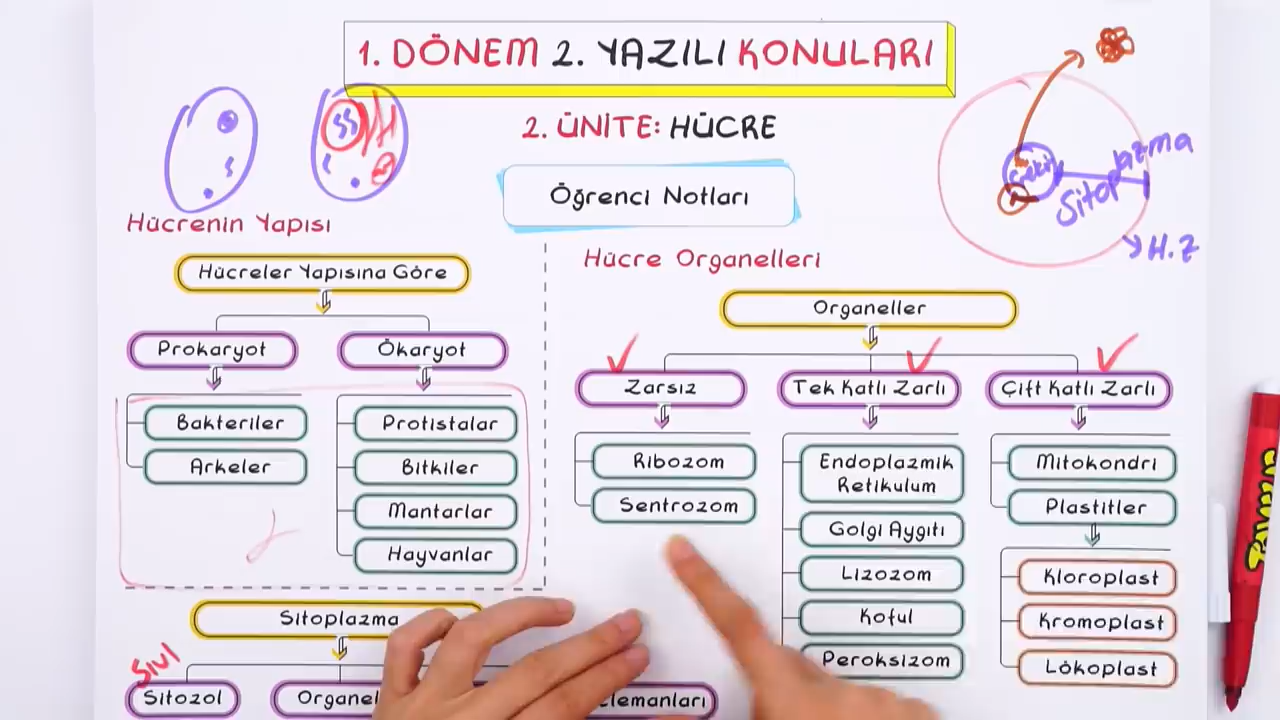 1. DÖNEM 2. YAZILI KONULARI
2. ÜNİTE: HÜCRE
Öğrenci Notları
Sitoplazma
H.Z
Hücrenin Yapısı
Hücreler Yapısına Göre
Prokaryot
Ökaryot
Bakteriler
Arkeler
Protistalar
Bitkiler
Mantarlar
Hayvanlar
Hücre Organelleri
Organeller
Zarsız
Tek Katlı Zarlı
Çift Katlı Zarlı
Ribozom
Sentrozom
Endoplazmik
Retikulum
Golgi Aygıtı
Lizozom
Koful
Peroksizom
Mitokondri
Plastitler
Kloroplast
Kromoplast
Lökoplast
Sitoplazma
Sıvı
Sitozol
Organel
elemanları